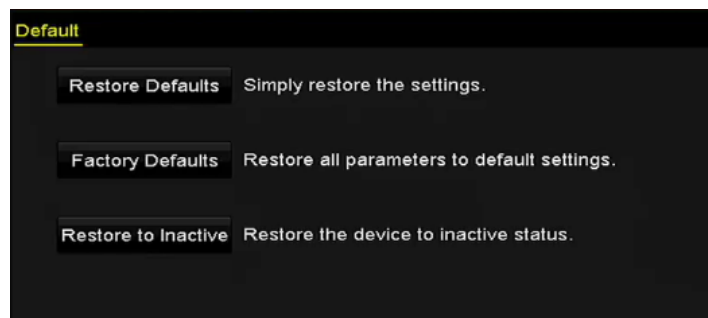 Default
Restore Defaults Simply restore the settings.
Factory Defaults Restore all parameters to default settings.
Restore to Inactive Restore the device to inactive status.